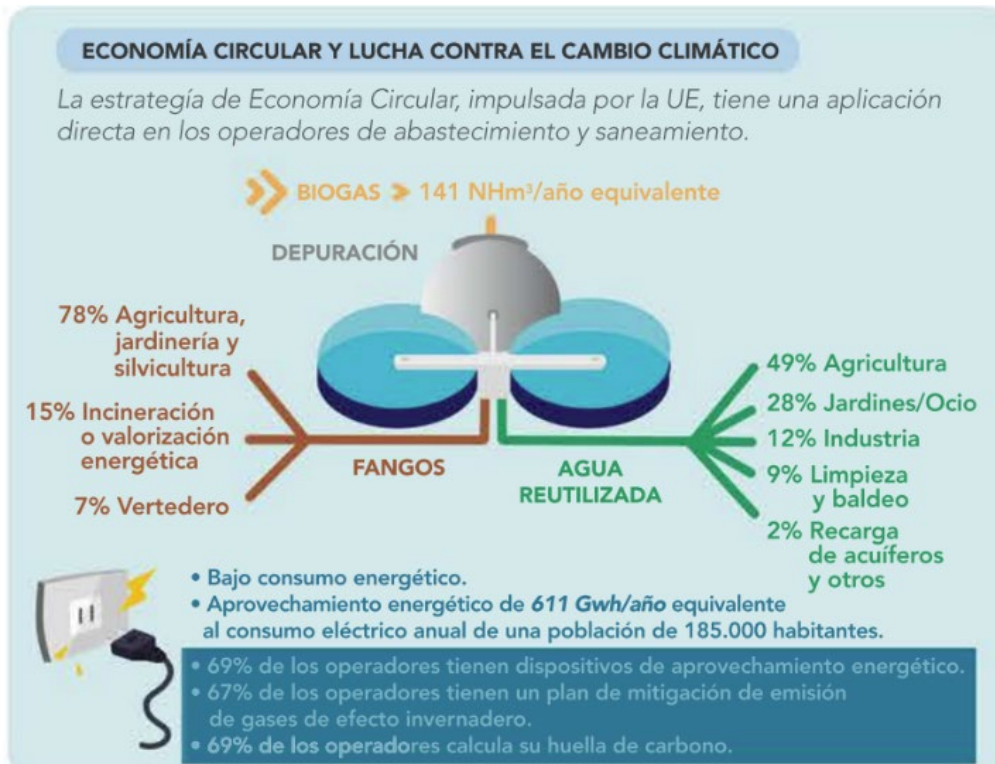 ECONOMÍA CIRCULAR Y LUCHA CONTRA EL CAMBIO CLIMÁTICO
La estrategía de Economía Circular, impulsada por la UE, tiene una aplicación
directa en los operadores de abastecimiento y saneamiento.
BIOGAS > 141 NHm³/año equivalente
DEPURACIÓN
78% Agricultura,
jardinería y
silvicultura
15% Incineración
o valorización
energética
7% Vertedero
FANGOS
AGUA
REUTILIZADA
49% Agricultura
28% Jardines/Ocio
12% Industria
9% Limpieza
y baldeo
2% Recarga
de acuíferos
y otros
• Bajo consumo energético.
• Aprovechamiento energético de 611 Gwh/año equivalente
al consumo eléctrico anual de una población de 185.000 habitantes.
• 69% de los operadores tienen dispositivos de aprovechamiento energético.
• 67% de los operadores tienen un plan de mitigación de emisión
de gases de efecto invernadero.
• 69% de los operadores calcula su huella de carbono.